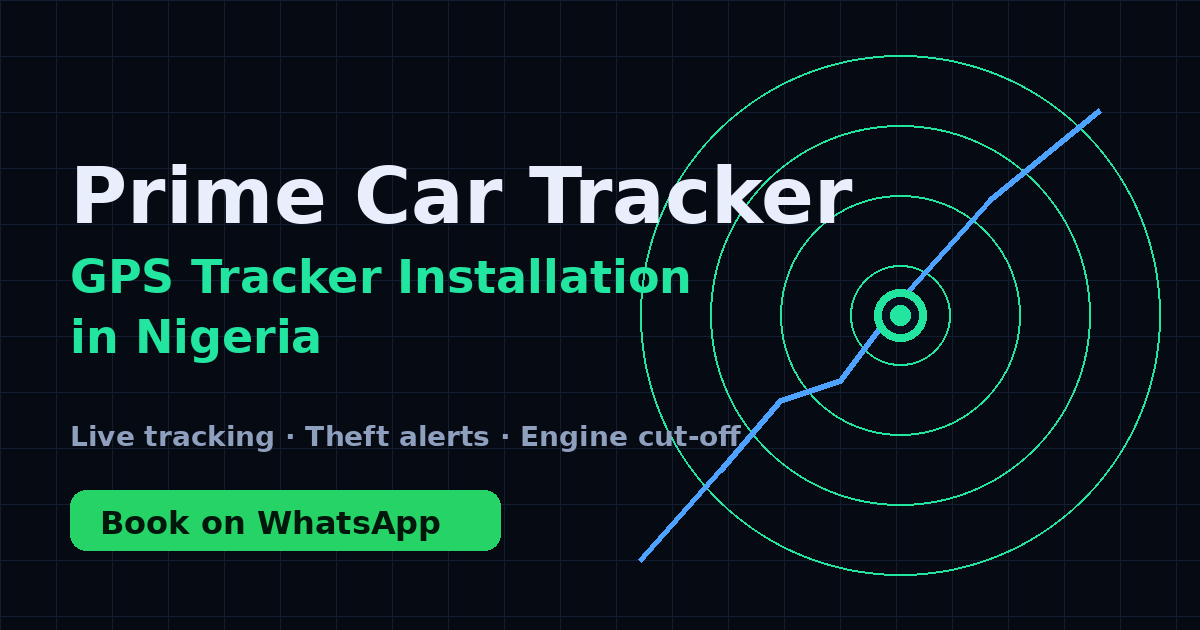 Prime Car Tracker
GPS Tracker Installation
in Nigeria
Live tracking · Theft alerts · Engine cut-off
Book on WhatsApp